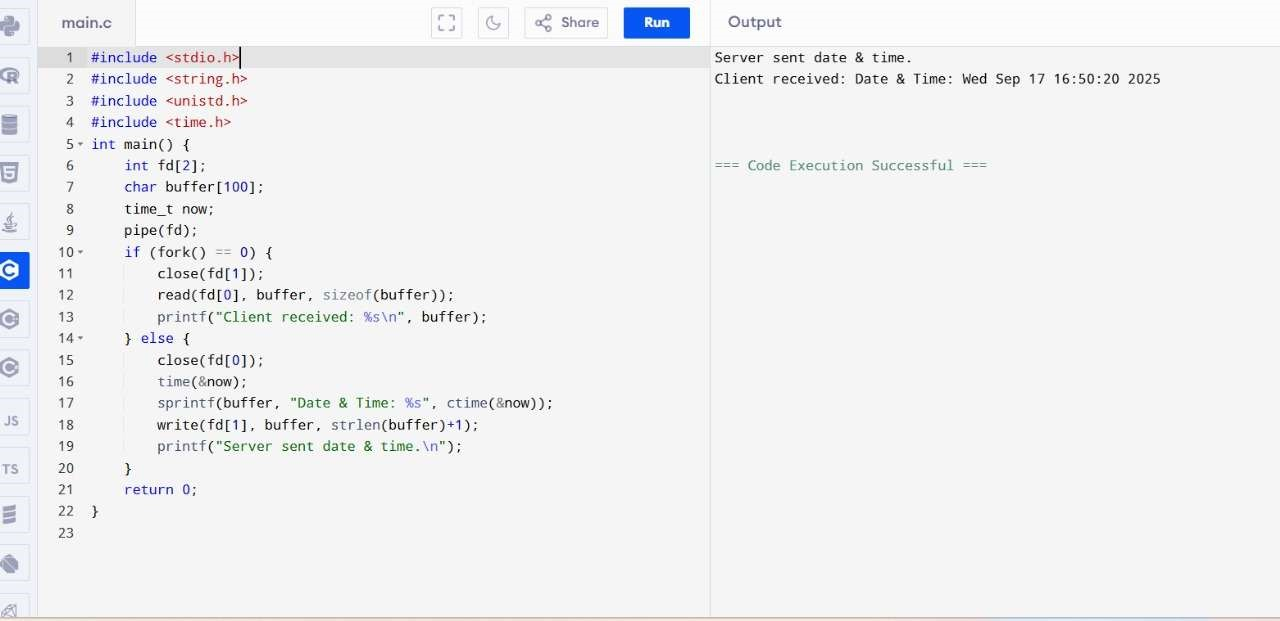 main.c
Share
Run
Output
1 #include <stdio.h>
2 #include <string.h>
3 #include <unistd.h>
4 #include <time.h>
5 int main() {
6 int fd[2];
7 char buffer[100];
8 time_t now;
9 pipe(fd);
10 if (fork() == 0) {
11 close(fd[1]);
12 read(fd[0], buffer, sizeof(buffer));
13 printf("Client received: %s\n", buffer);
14 } else {
15 close(fd[0]);
16 time(&now);
17 sprintf(buffer, "Date & Time: %s", ctime(&now));
18 write(fd[1], buffer, strlen(buffer)+1);
19 printf("Server sent date & time.\n");
20 }
21 return 0;
22 }
23
Server sent date & time.
Client received: Date & Time: Wed Sep 17 16:50:20 2025
=== Code Execution Successful ===
R
5
C
C
C
JS
TS